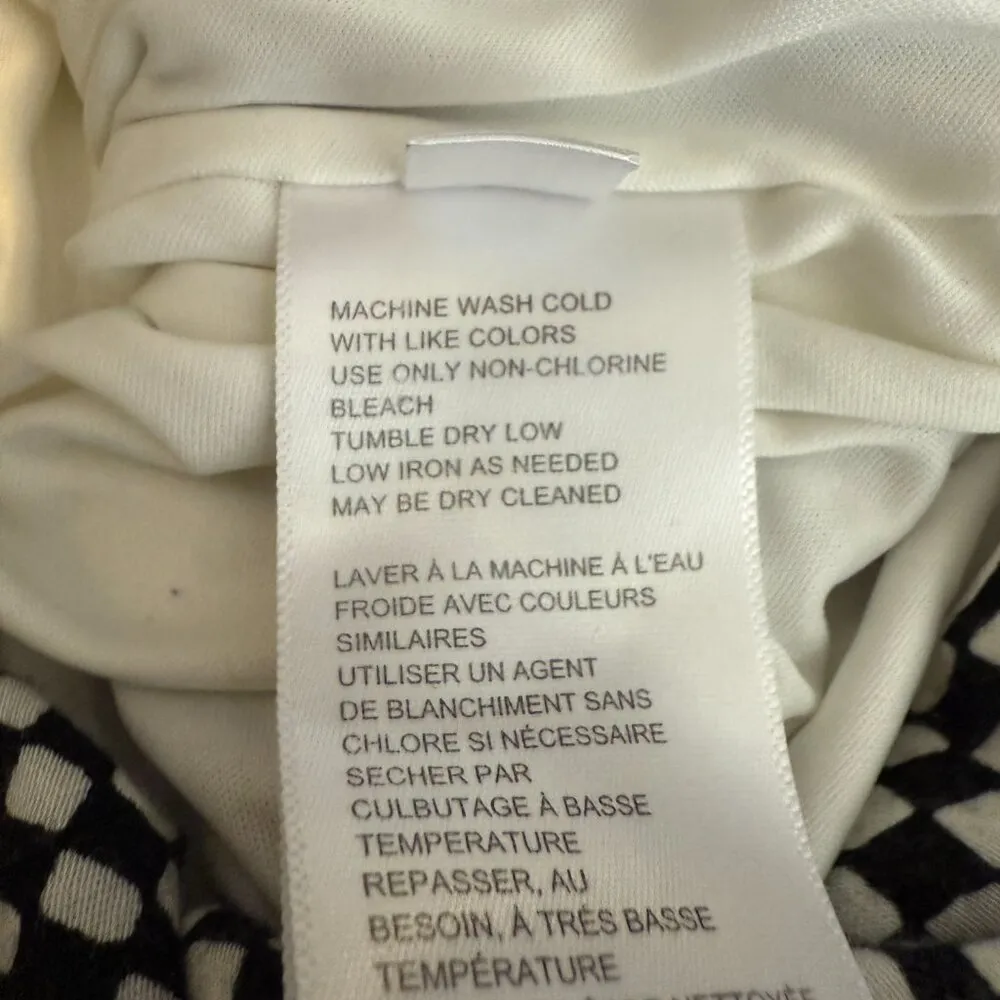 MACHINE WASH COLD
WITH LIKE COLORS
USE ONLY NON-CHLORINE
BLEACH
TUMBLE DRY LOW
LOW IRON AS NEEDED
MAY BE DRY CLEANED
LAVER À LA MACHINE À L'EAU
FROIDE AVEC COULEURS
SIMILAIRES
UTILISER UN AGENT
DE BLANCHIMENT SANS
CHLORE SI NÉCESSAIRE
SECHER PAR
CULBUTAGE À BASSE
TEMPERATURE
REPASSER, AU
BESOIN, À TRÉS BASSE
TEMPÉRATURE
NETTOYÉE